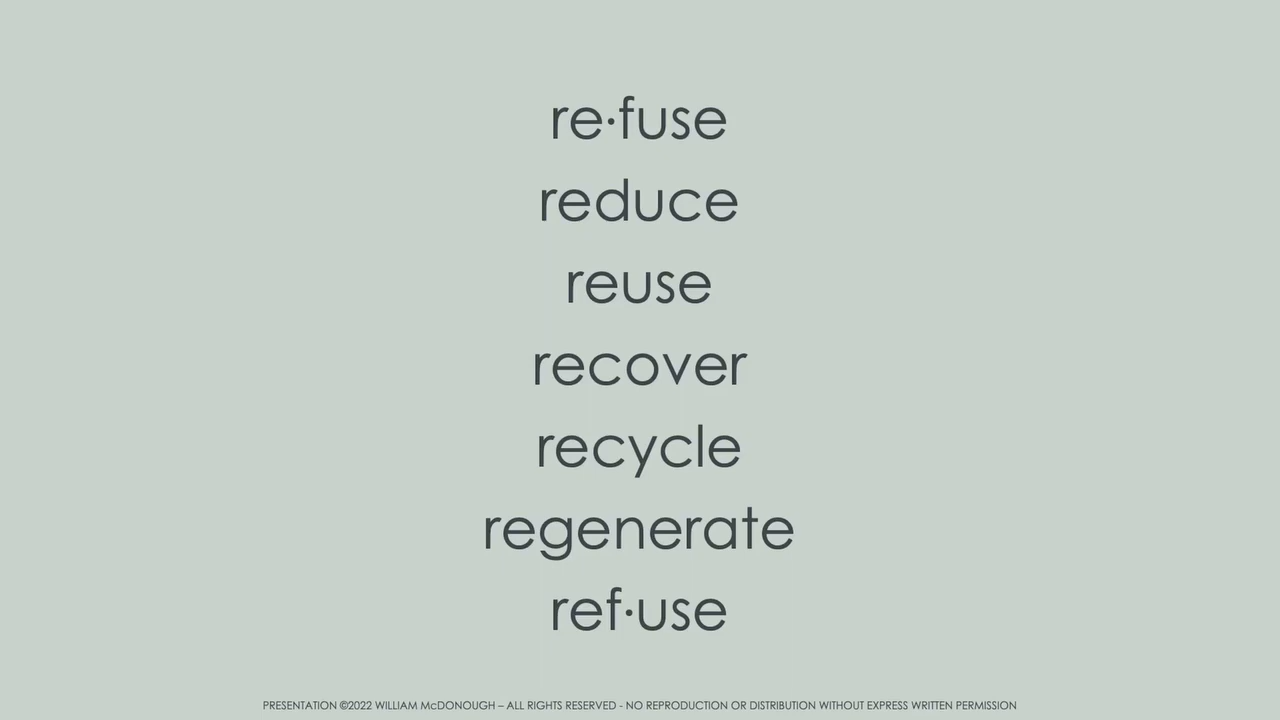 re·fuse
reduce
reuse
recover
recycle
regenerate
ref·use
PRESENTATION ©2022 WILLIAM McDONOUGH – ALL RIGHTS RESERVED - NO REPRODUCTION OR DISTRIBUTION WITHOUT EXPRESS WRITTEN PERMISSION